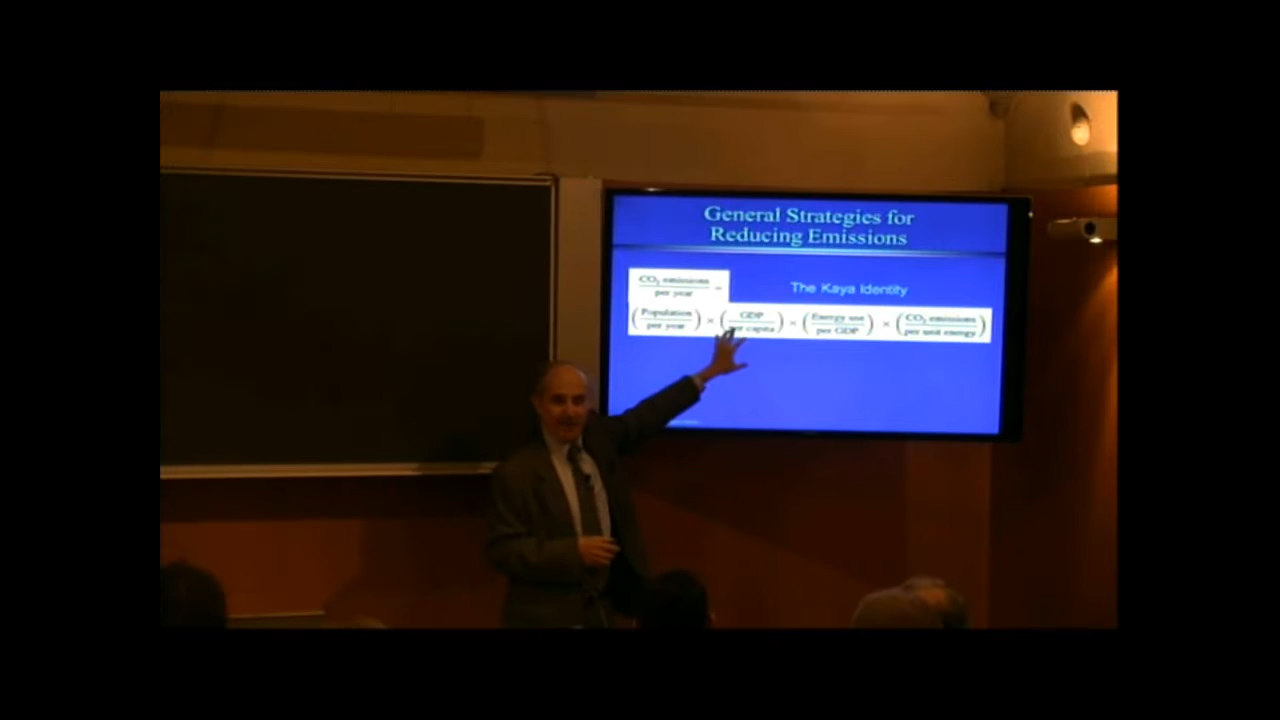 General Strategies for
Reducing Emissions
CO₂ emissions
per year
=
The Kaya Identity
(Population / per year) × (GDP / per capita) × (Energy use / per GDP) × (CO₂ emissions / per unit energy)